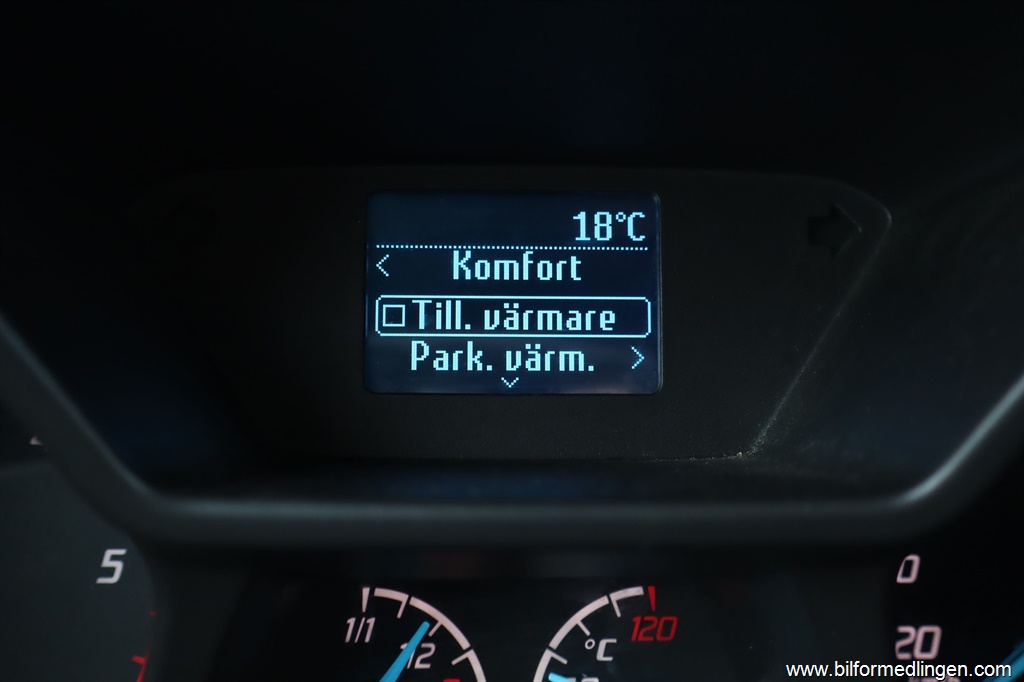 18°C
< Komfort
Till. värmare
Park. värm. >
5
0
1/1
1/2
°C
120
20
www.bilformedlingen.com